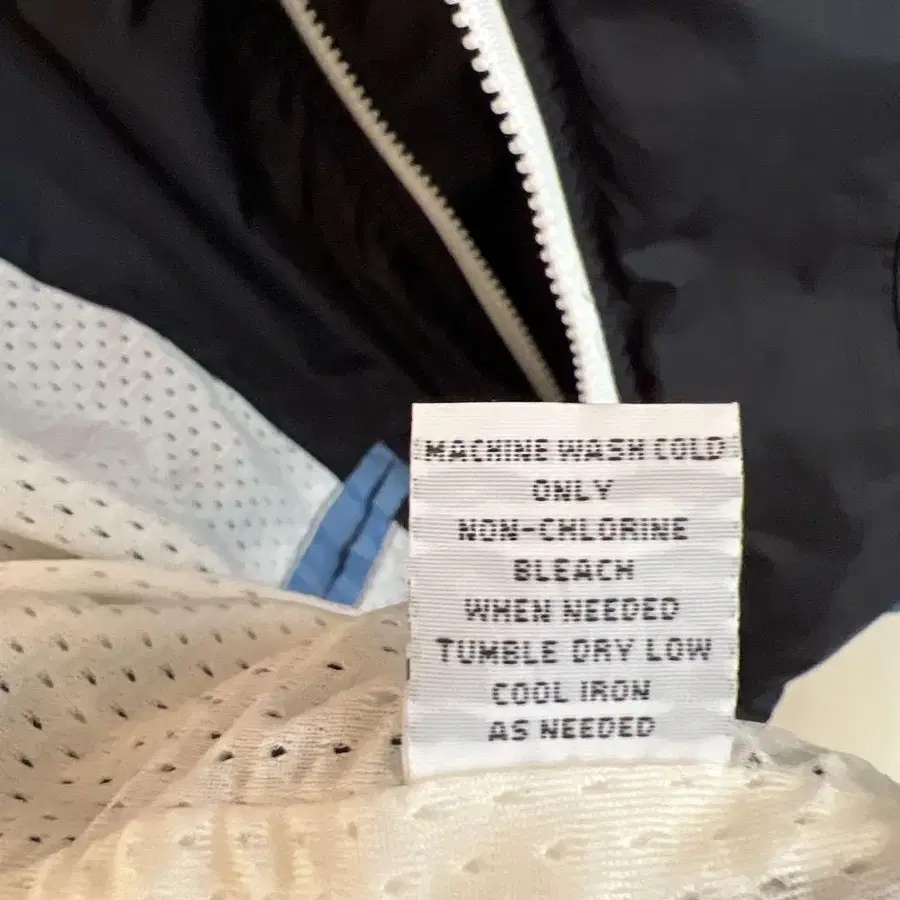 MACHINE WASH COLD
ONLY
NON-CHLORINE
BLEACH
WHEN NEEDED
TUMBLE DRY LOW
COOL IRON
AS NEEDED